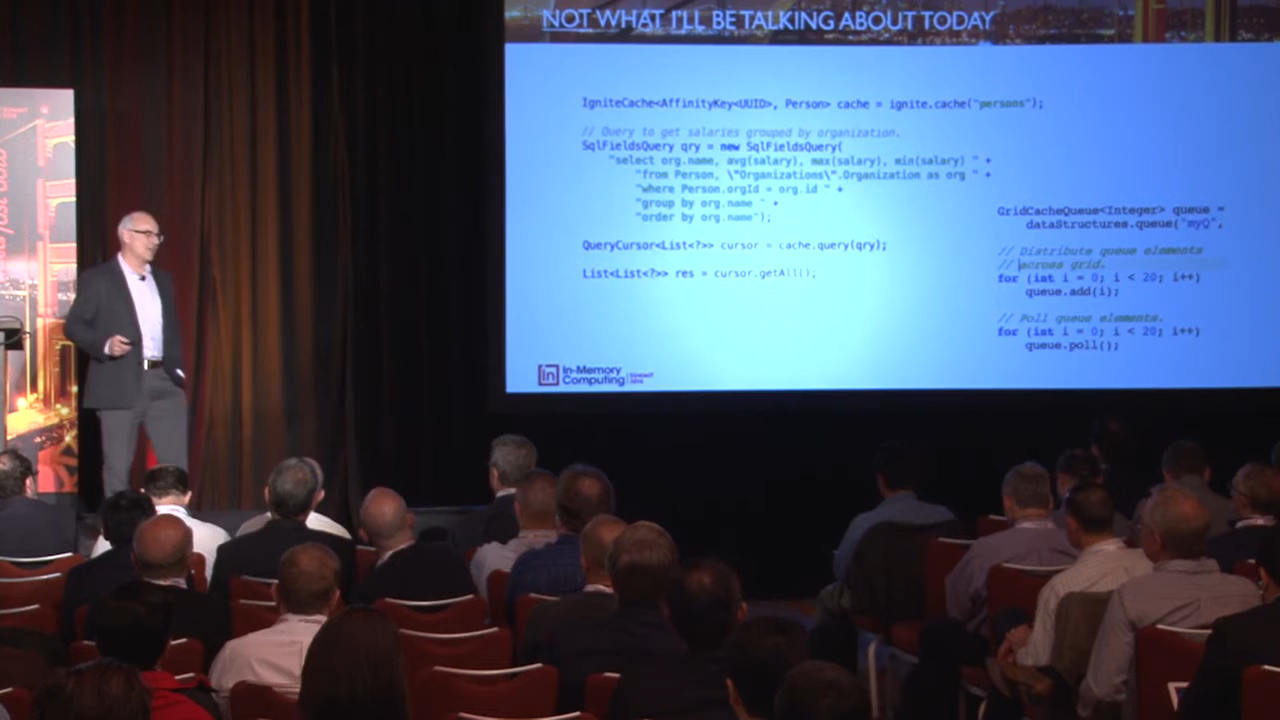 NOT WHAT I'LL BE TALKING ABOUT TODAY
IgniteCache<AffinityKey<UUID>, Person> cache = ignite.cache("persons");
// Query to get salaries grouped by organization.
SqlFieldsQuery qry = new SqlFieldsQuery(
"select org.name, avg(salary), max(salary), min(salary) " +
"from Person, \"Organizations\".Organization as org " +
"where Person.orgId = org.id " +
"group by org.name " +
"order by org.name");
QueryCursor<List<?>> cursor = cache.query(qry);
List<List<?>> res = cursor.getAll();
GridCacheQueue<Integer> queue =
dataStructures.queue("myQ",
// Distribute queue elements
// across grid.
for (int i = 0; i < 20; i++)
queue.add(i);
// Poll queue elements.
for (int i = 0; i < 20; i++)
queue.poll();
in In-Memory
Computing
SUMMIT
fast data